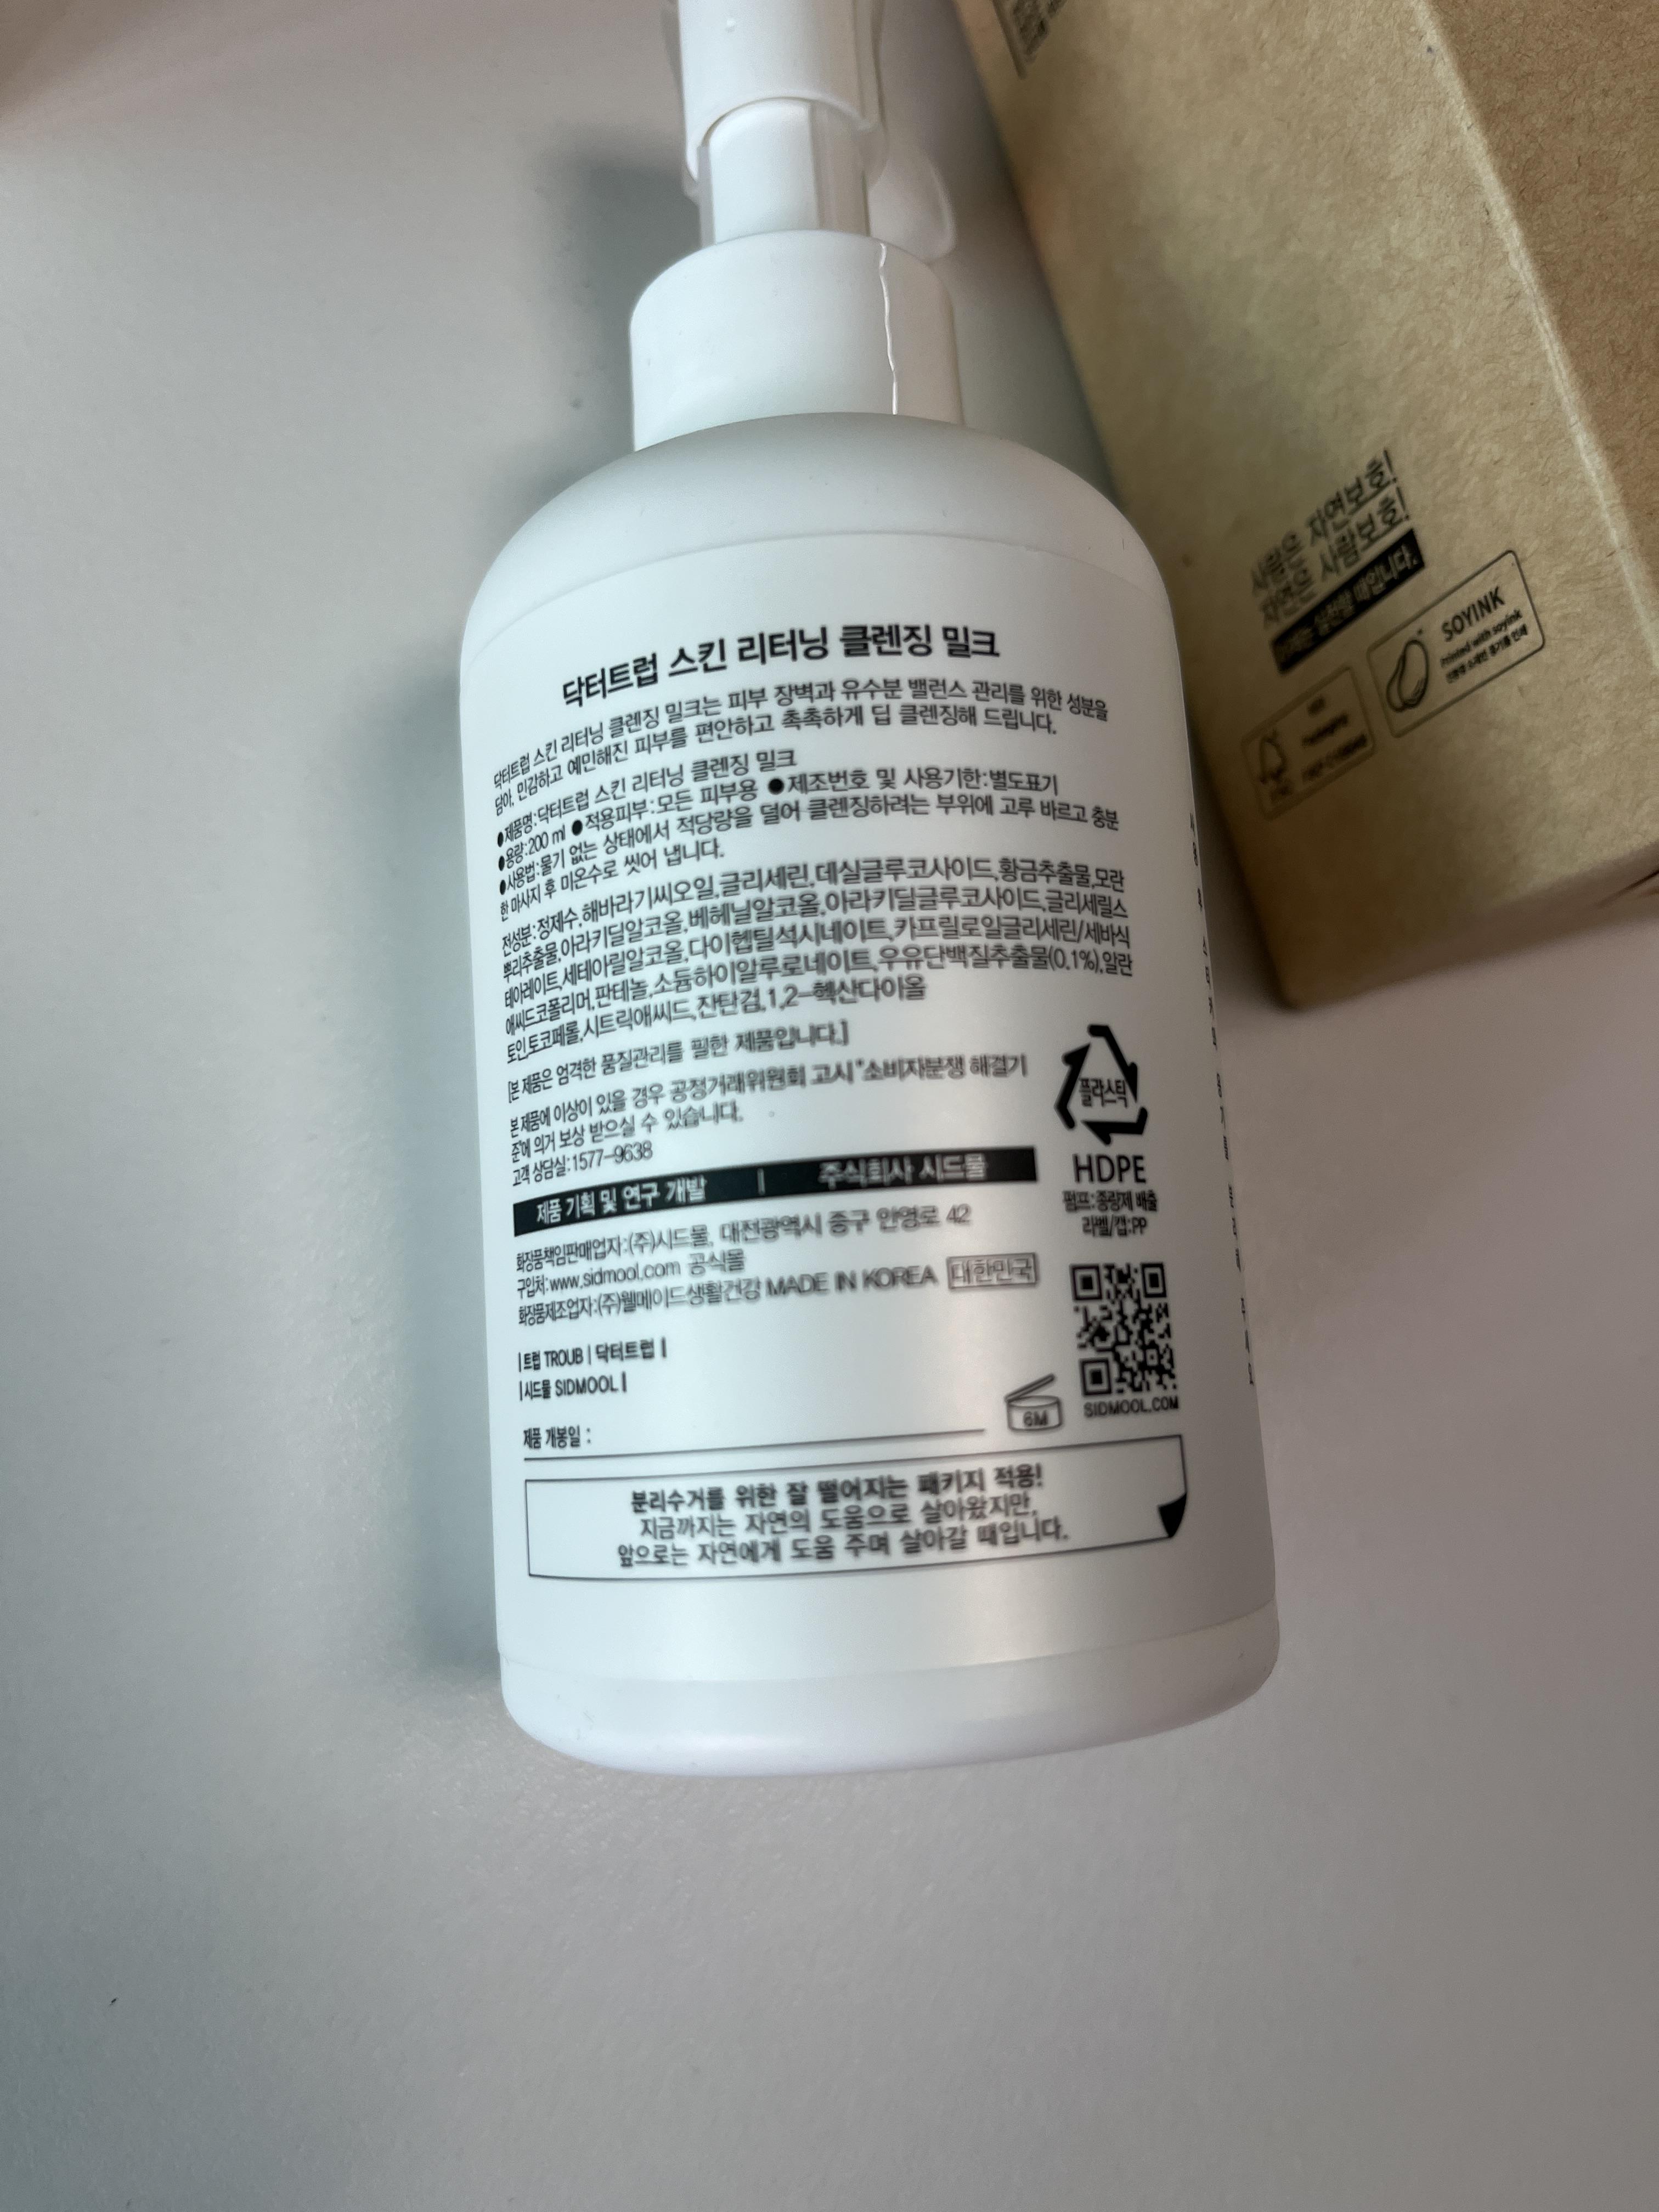 닥터트럽 스킨 리터닝 클렌징 밀크
닥터트럽 스킨 리터닝 클렌징 밀크는 피부 장벽과 유수분 밸런스 관리를 위한 성분을
담아, 민감하고 예민해진 피부를 편안하고 촉촉하게 딥 클렌징해 드립니다.
●제품명:닥터트럽 스킨 리터닝 클렌징 밀크
●용량:200 ml ●적용피부:모든 피부용 ●제조번호 및 사용기한:별도표기
●사용법:물기 없는 상태에서 적당량을 덜어 클렌징하려는 부위에 고루 바르고 충분
한 마사지 후 미온수로 씻어 냅니다.
전성분:정제수,해바라기씨오일,글리세린,데실글루코사이드,황금추출물,모란
뿌리추출물,아라키딜알코올,베헤닐알코올,아라키딜글루코사이드,글리세릴스
테아레이트,세테아릴알코올,다이헵틸석시네이트,카프릴로일글리세린/세바식
애씨드코폴리머,판테놀,소듐하이알루로네이트,우유단백질추출물(0.1%),알란
토인,토코페롤,시트릭애씨드,잔탄검,1,2-헥산다이올
[본 제품은 엄격한 품질관리를 필한 제품입니다.]
본 제품에 이상이 있을 경우 공정거래위원회 고시 "소비자분쟁 해결기
준"에 의거 보상 받으실 수 있습니다.
고객 상담실:1577-9638
제품 기획 및 연구 개발 | 주식회사 시드물
화장품책임판매업자:(주)시드물, 대전광역시 중구 안영로 42
구입처:www.sidmool.com 공식몰
화장품제조업자:(주)웰메이드생활건강 MADE IN KOREA 대한민국
|트럽 TROUB | 닥터트럽 |
|시드물 SIDMOOL |
제품 개봉일 :
6M
플라스틱
HDPE
펌프:종량제 배출
라벨/캡:PP
SIDMOOL.COM
분리수거를 위한 잘 떨어지는 패키지 적용!
지금까지는 자연의 도움으로 살아왔지만,
앞으로는 자연에게 도움 주며 살아갈 때입니다.
사람은 자연보호!
자연은 사람보호!
실천할 때입니다.
SOYINK
Printed with soyink